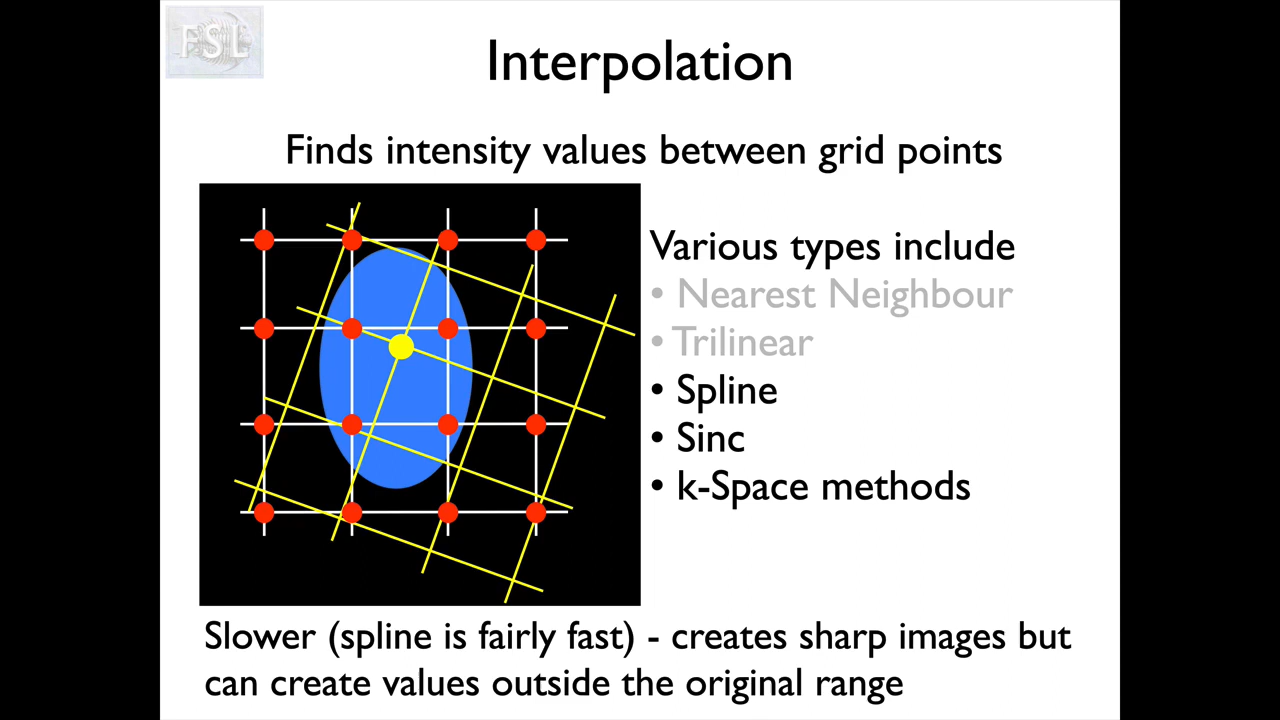 FSL
Interpolation
Finds intensity values between grid points
Various types include
• Nearest Neighbour
• Trilinear
• Spline
• Sinc
• k-Space methods
Slower (spline is fairly fast) - creates sharp images but
can create values outside the original range